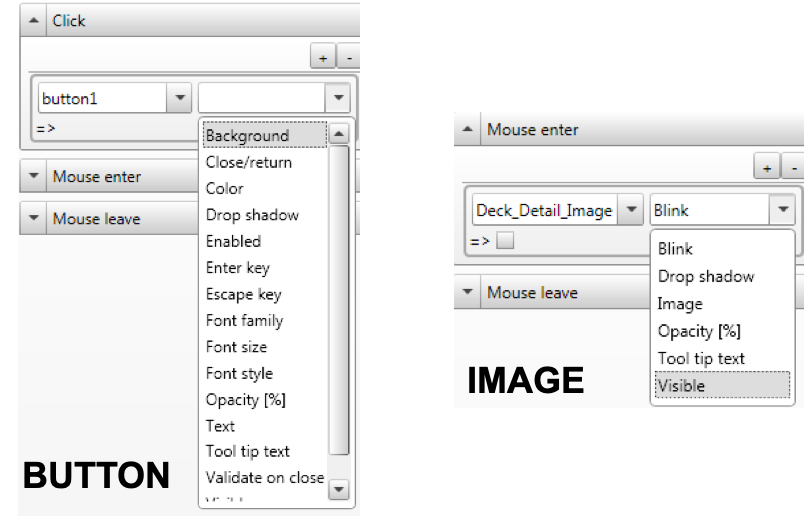 Click
+ -
button1
=>
Background
Close/return
Color
Drop shadow
Enabled
Enter key
Escape key
Font family
Font size
Font style
Opacity [%]
Text
Tool tip text
Validate on close
Mouse enter
Mouse leave
BUTTON
Mouse enter
+ -
Deck_Detail_Image Blink
=>
Blink
Drop shadow
Image
Opacity [%]
Tool tip text
Visible
Mouse leave
IMAGE